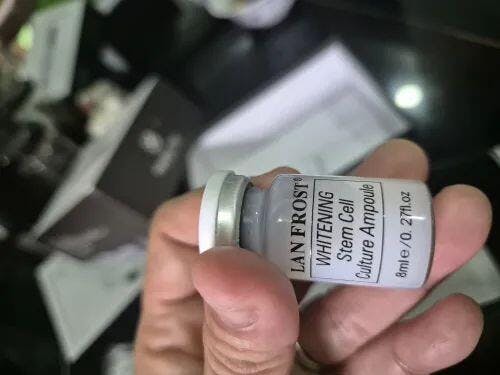 LAN FROST®
WHITENING
Stem Cell
Culture Ampoule
8ml℮/0. 27fl.oz